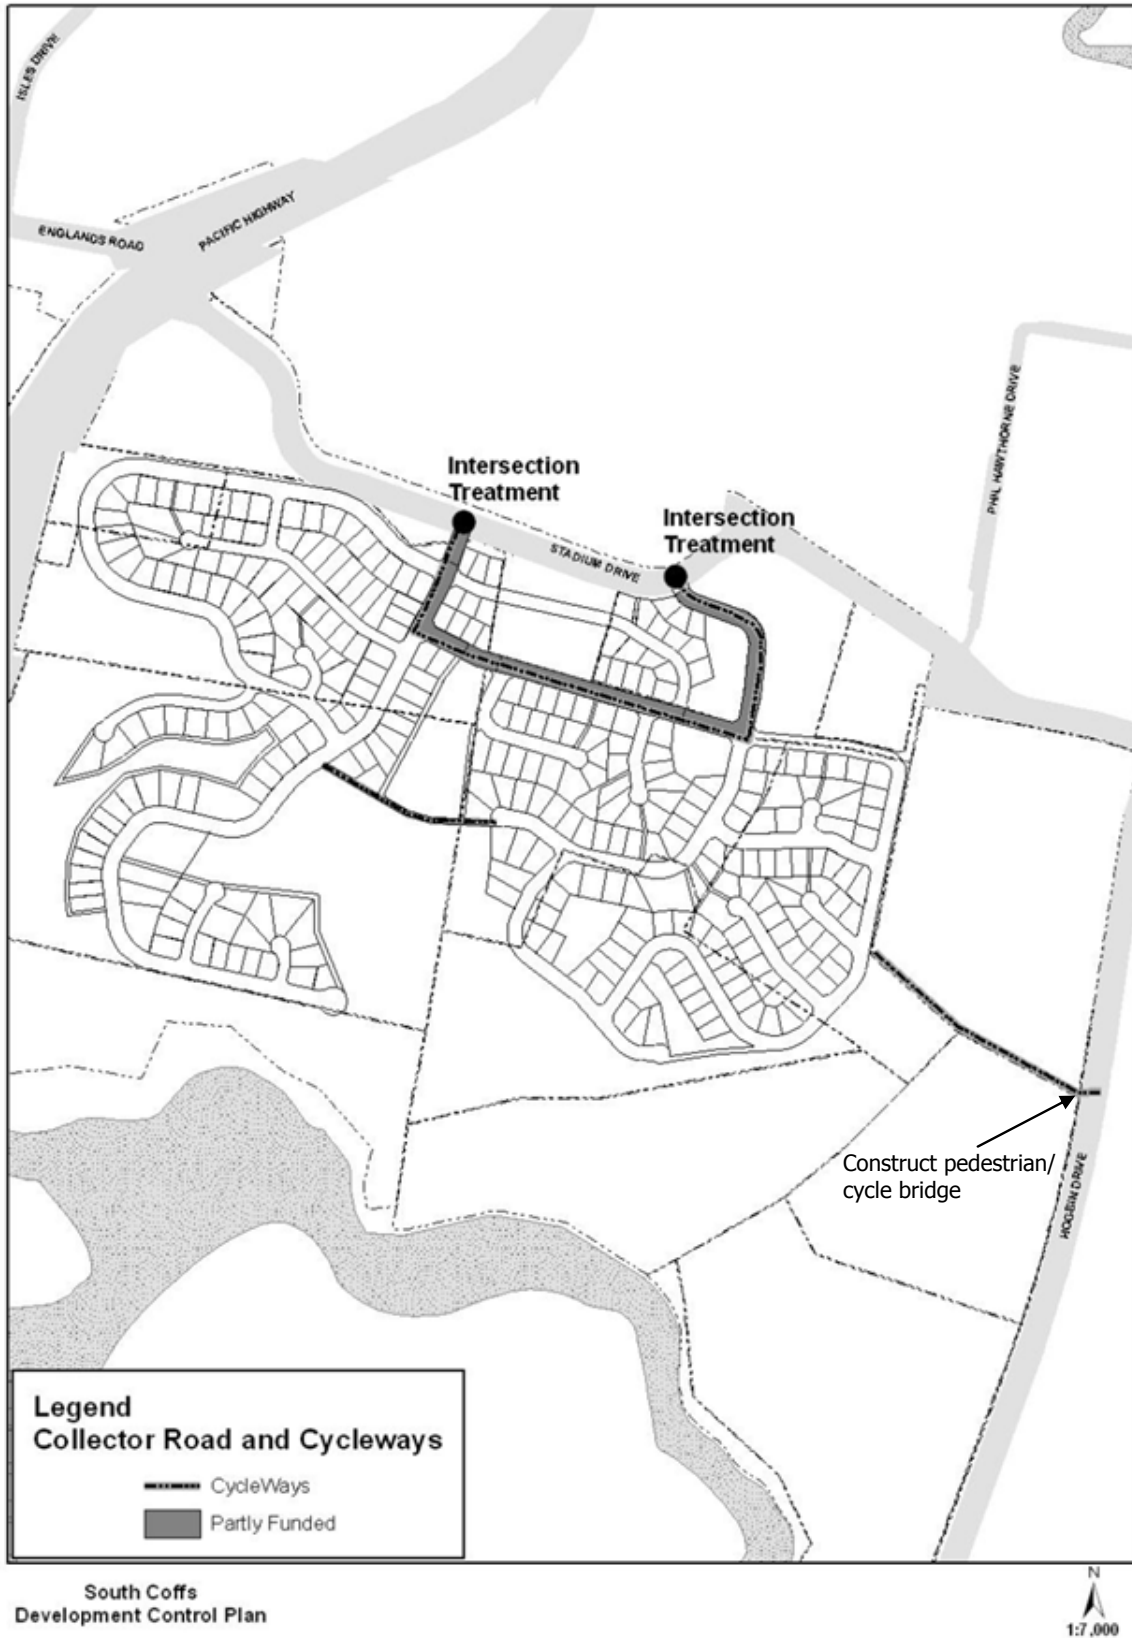 ISLES DRIVE
ENGLANDS ROAD
PACIFIC HIGHWAY
PHIL HAWTHORNE DRIVE
Intersection
Treatment
Intersection
Treatment
STADIUM DRIVE
Construct pedestrian/
cycle bridge
HOGBIN DRIVE
Legend
Collector Road and Cycleways
CycleWays
Partly Funded
South Coffs
Development Control Plan
N
1:7,000